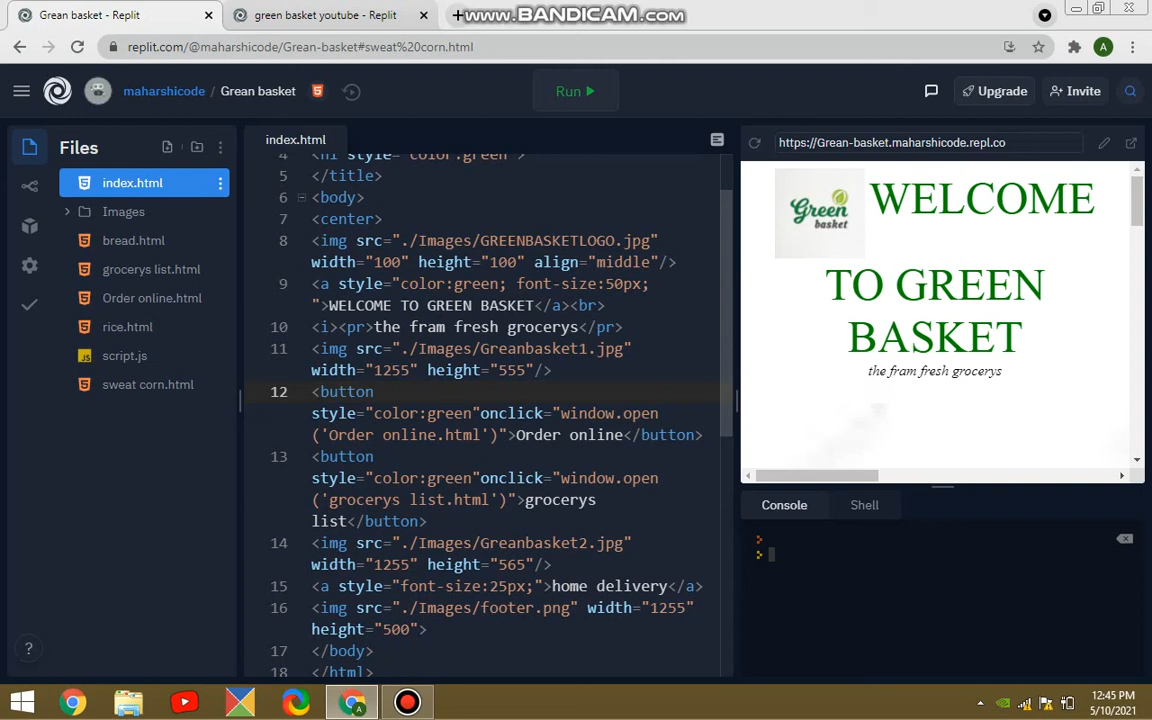 Grean basket - Replit
green basket youtube - Replit
www.BANDICAM.com
replit.com/@maharshicode/Grean-basket#sweat%20corn.html
A
maharshicode / Grean basket
Run
Upgrade
Invite
Files
index.html
Images
bread.html
grocerys list.html
Order online.html
rice.html
script.js
sweat corn.html
index.html
5 </title>
6 <body>
7 <center>
8 <img src="./Images/GREENBASKETLOGO.jpg"
width="100" height="100" align="middle"/>
9 <a style="color:green; font-size:50px;
">WELCOME TO GREEN BASKET</a><br>
10 <i><pr>the fram fresh grocerys</pr>
11 <img src="./Images/Greanbasket1.jpg"
width="1255" height="555"/>
12 <button
style="color:green"onclick="window.open
('Order online.html')">Order online</button>
13 <button
style="color:green"onclick="window.open
('grocerys list.html')">grocerys
list</button>
14 <img src="./Images/Greanbasket2.jpg"
width="1255" height="565"/>
15 <a style="font-size:25px;">home delivery</a>
16 <img src="./Images/footer.png" width="1255"
height="500">
17 </body>
18 </html>
https://Grean-basket.maharshicode.repl.co
Green
basket
WELCOME
TO GREEN
BASKET
the fram fresh grocerys
Console
Shell
?
A
12:45 PM
5/10/2021